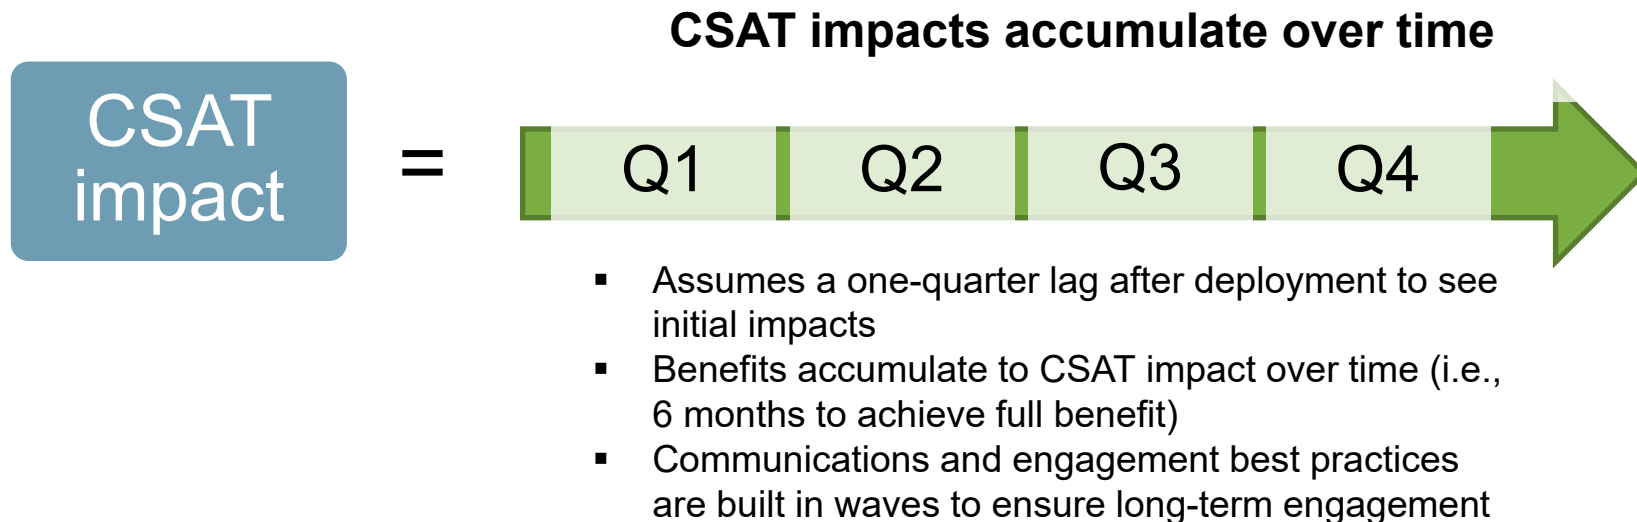 CSAT impacts accumulate over time
CSAT
impact
=
Q1 Q2 Q3 Q4
▪ Assumes a one-quarter lag after deployment to see
initial impacts
▪ Benefits accumulate to CSAT impact over time (i.e.,
6 months to achieve full benefit)
▪ Communications and engagement best practices
are built in waves to ensure long-term engagement